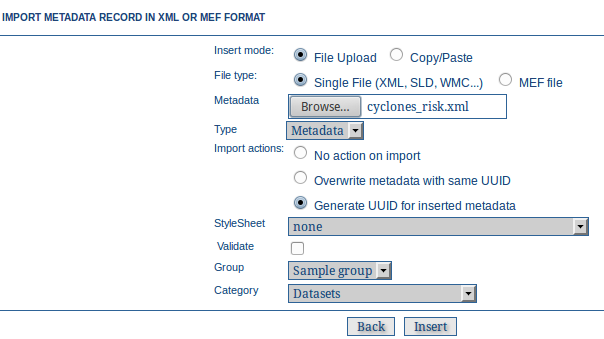 IMPORT METADATA RECORD IN XML OR MEF FORMAT
Insert mode: File Upload Copy/Paste
File type: Single File (XML, SLD, WMC...) MEF file
Metadata Browse... cyclones_risk.xml
Type Metadata
Import actions: No action on import
Overwrite metadata with same UUID
Generate UUID for inserted metadata
StyleSheet none
Validate
Group Sample group
Category Datasets
Back Insert